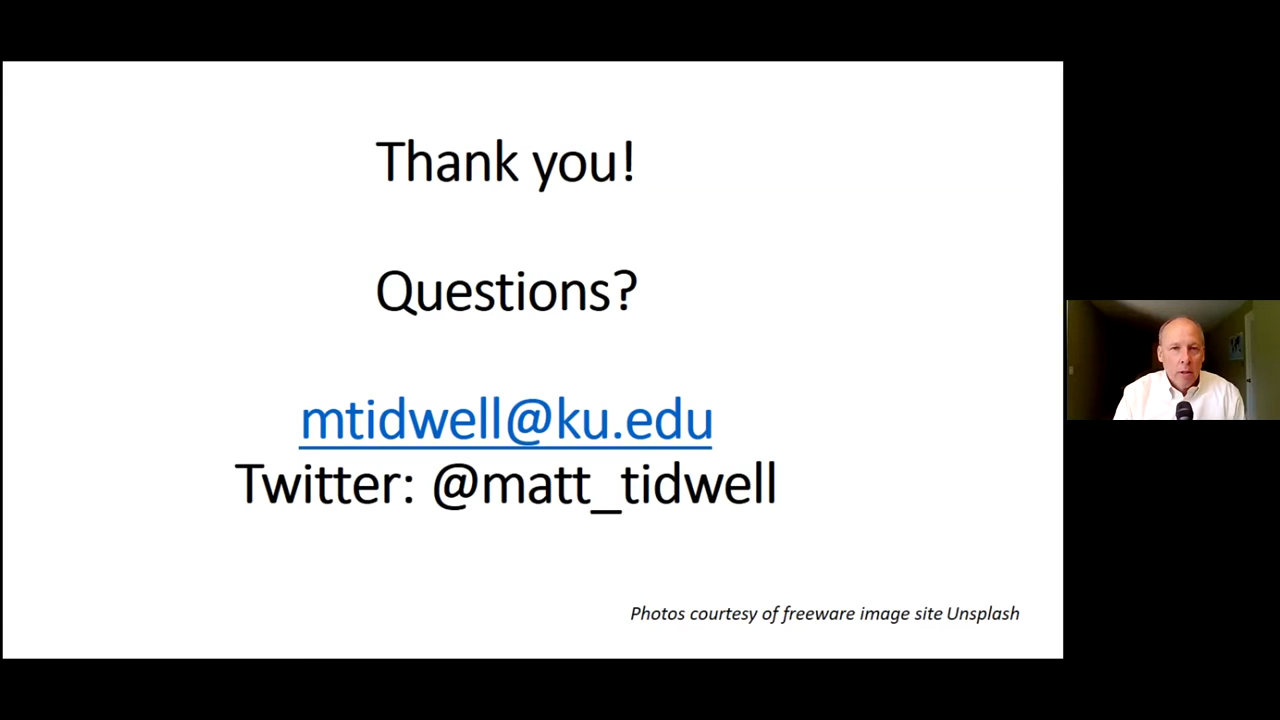 Thank you!
Questions?
mtidwell@ku.edu
Twitter: @matt_tidwell
Photos courtesy of freeware image site Unsplash